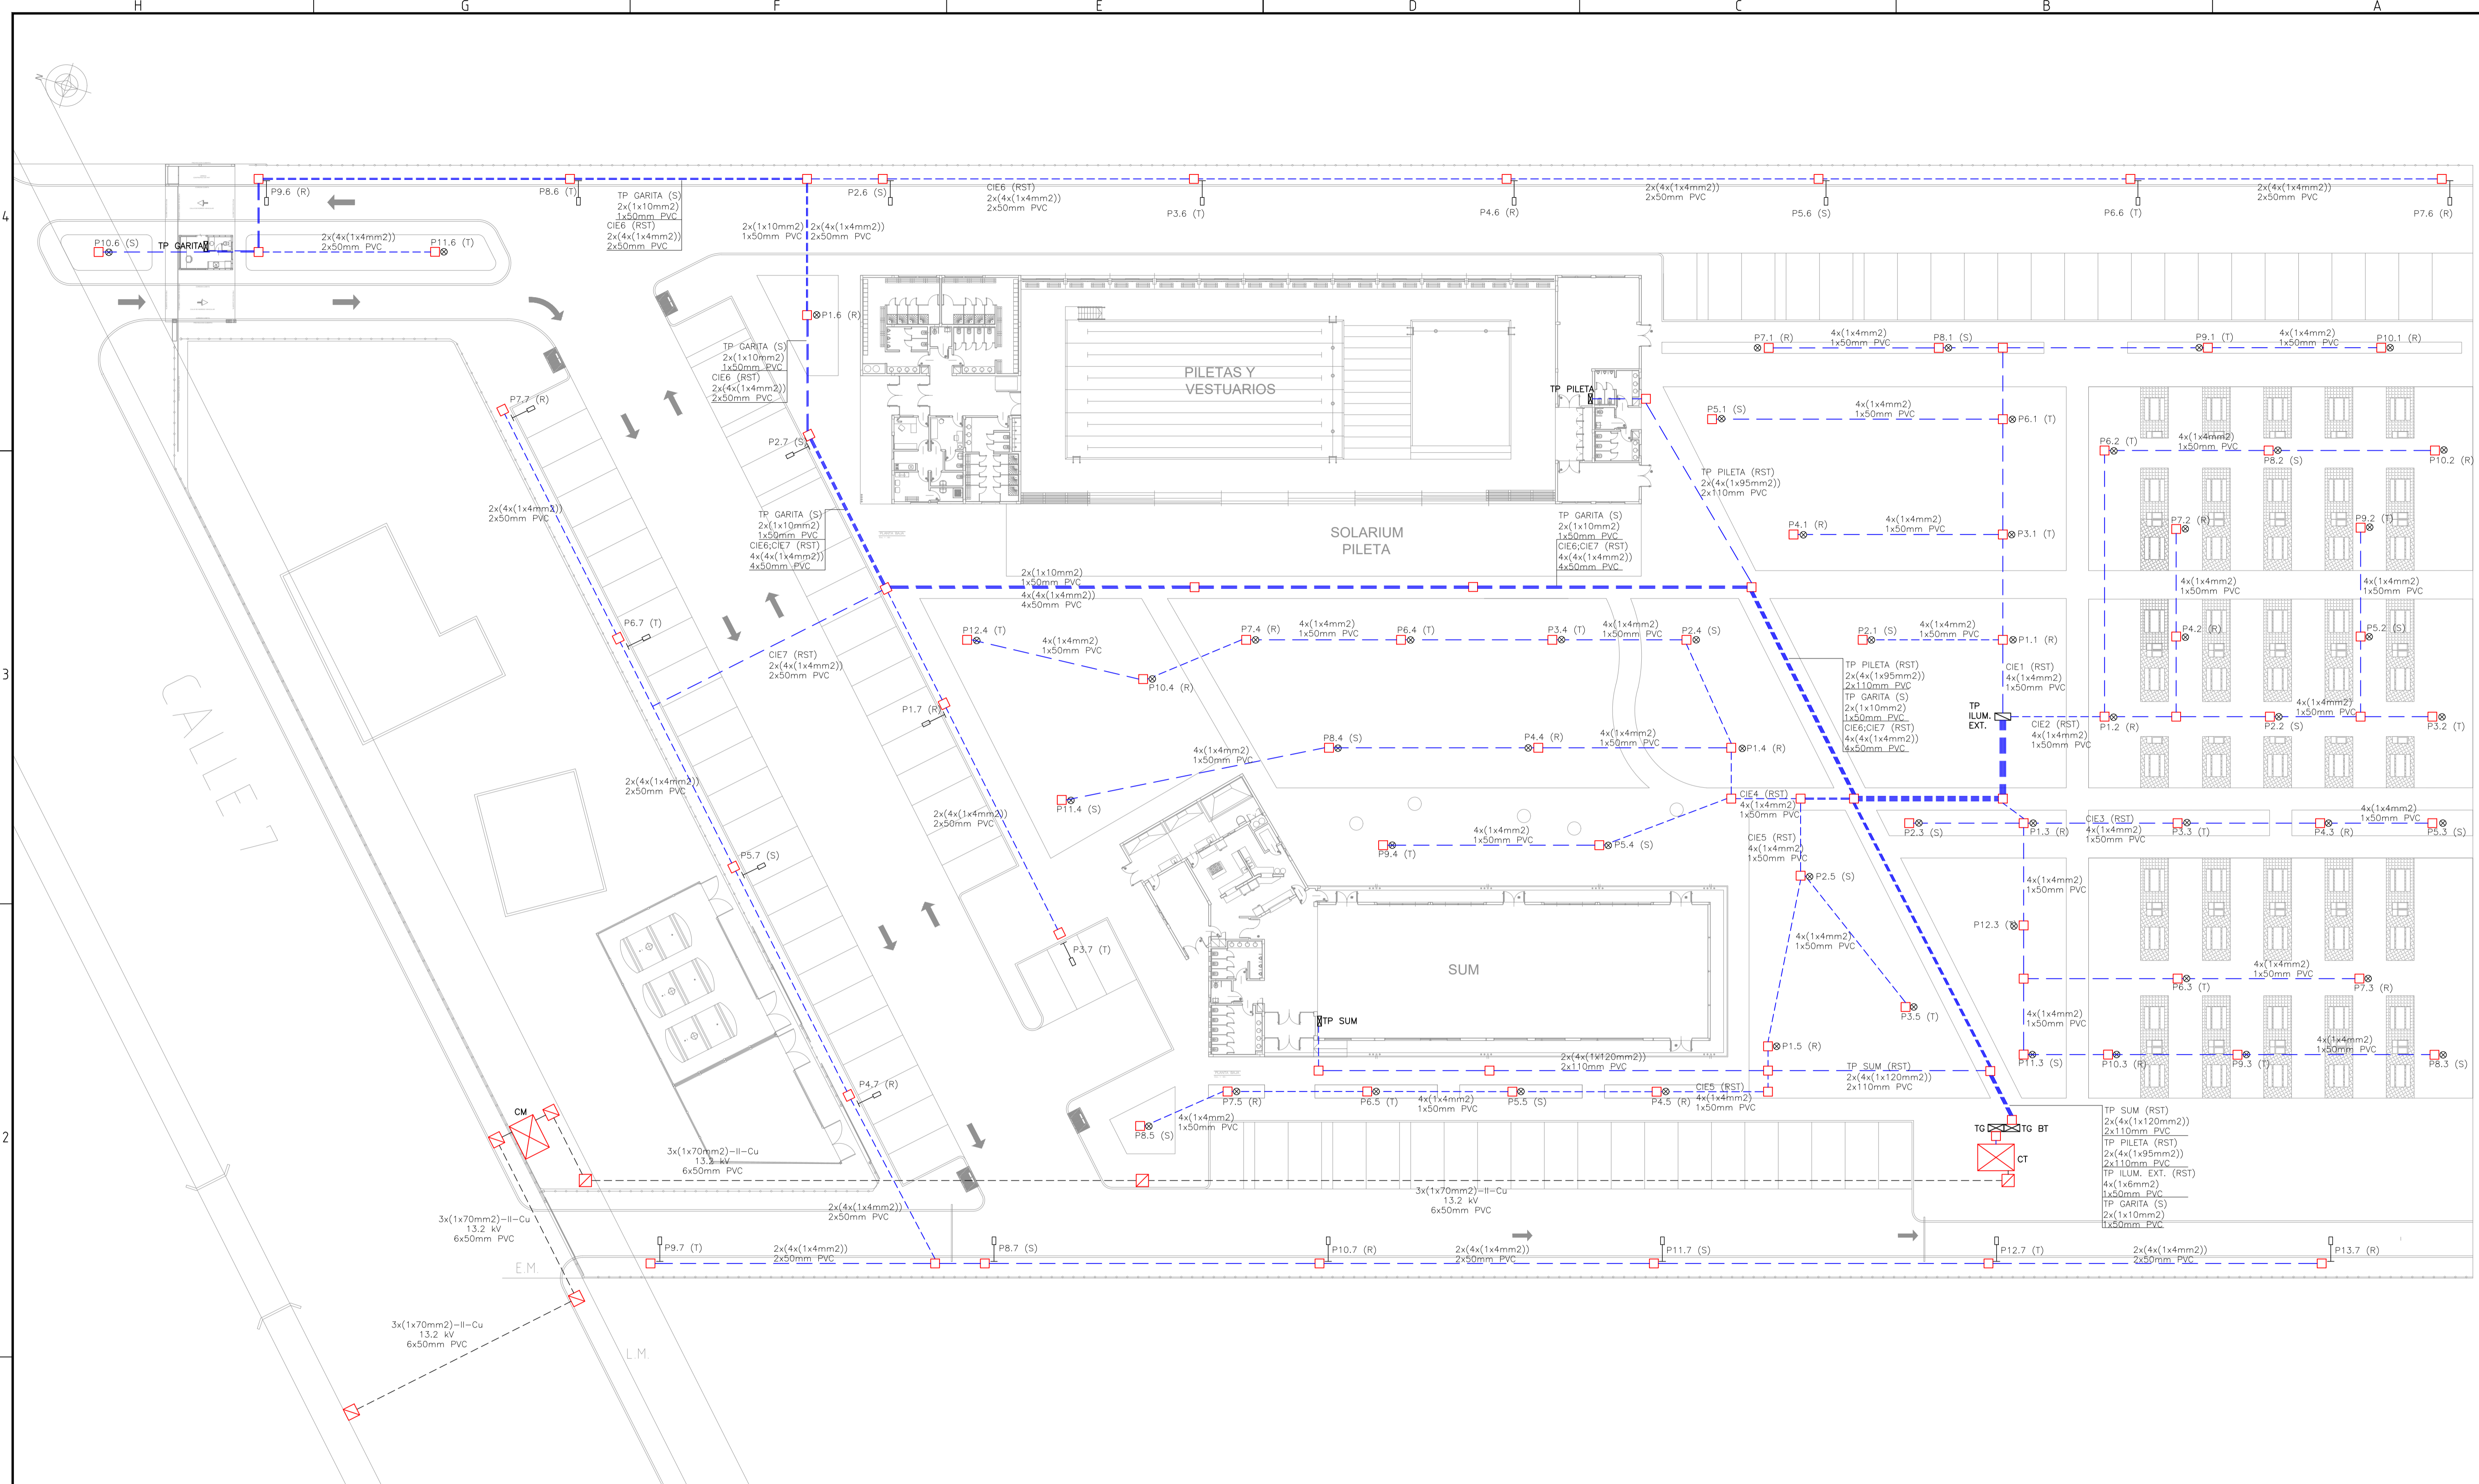 H
G
F
E
D
C
B
A
4
3
2
N
P9.6 (R)
P8.6 (T)
TP GARITA (S)
2x(1x10mm2)
1x50mm PVC
CIE6 (RST)
2x(4x(1x4mm2))
2x50mm PVC
P2.6 (S)
CIE6 (RST)
2x(4x(1x4mm2))
2x50mm PVC
P3.6 (T)
P4.6 (R)
2x(4x(1x4mm2))
2x50mm PVC
P5.6 (S)
P6.6 (T)
2x(4x(1x4mm2))
2x50mm PVC
P7.6 (R)
P10.6 (S)
TP GARITA
2x(4x(1x4mm2))
2x50mm PVC
P11.6 (T)
2x(1x10mm2)
1x50mm PVC
2x(4x(1x4mm2))
2x50mm PVC
P1.6 (R)
TP GARITA (S)
2x(1x10mm2)
1x50mm PVC
CIE6 (RST)
2x(4x(1x4mm2))
2x50mm PVC
PILETAS Y
VESTUARIOS
TP PILETA
P7.1 (R)
4x(1x4mm2)
1x50mm PVC
P8.1 (S)
P9.1 (T)
4x(1x4mm2)
1x50mm PVC
P10.1 (R)
P5.1 (S)
4x(1x4mm2)
1x50mm PVC
P6.1 (T)
P7.7 (R)
P2.7 (S)
P6.2 (T)
4x(1x4mm2)
1x50mm PVC
P8.2 (S)
P10.2 (R)
TP PILETA (RST)
2x(4x(1x95mm2))
2x110mm PVC
2x(4x(1x4mm2))
2x50mm PVC
TP GARITA (S)
2x(1x10mm2)
1x50mm PVC
CIE6;CIE7 (RST)
4x(4x(1x4mm2))
4x50mm PVC
SOLARIUM
PILETA
TP GARITA (S)
2x(1x10mm2)
1x50mm PVC
CIE6;CIE7 (RST)
4x(4x(1x4mm2))
4x50mm PVC
P4.1 (R)
4x(1x4mm2)
1x50mm PVC
P3.1 (T)
P7.2 (R)
P9.2 (T)
2x(1x10mm2)
1x50mm PVC
4x(4x(1x4mm2))
4x50mm PVC
4x(1x4mm2)
1x50mm PVC
4x(1x4mm2)
1x50mm PVC
P6.7 (T)
P12.4 (T)
4x(1x4mm2)
1x50mm PVC
P7.4 (R)
4x(1x4mm2)
1x50mm PVC
P6.4 (T)
P3.4 (T)
4x(1x4mm2)
1x50mm PVC
P2.4 (S)
P2.1 (S)
4x(1x4mm2)
1x50mm PVC
P1.1 (R)
P4.2 (R)
P5.2 (S)
CIE7 (RST)
2x(4x(1x4mm2))
2x50mm PVC
P10.4 (R)
TP PILETA (RST)
2x(4x(1x95mm2))
2x110mm PVC
TP GARITA (S)
2x(1x10mm2)
1x50mm PVC
CIE6;CIE7 (RST)
4x(4x(1x4mm2))
4x50mm PVC
CIE1 (RST)
4x(1x4mm2)
1x50mm PVC
P1.7 (R)
TP
ILUM.
EXT.
CIE2 (RST)
4x(1x4mm2)
1x50mm PVC
P1.2 (R)
P2.2 (S)
4x(1x4mm2)
1x50mm PVC
P3.2 (T)
CALLE 1
P8.4 (S)
4x(1x4mm2)
1x50mm PVC
P4.4 (R)
4x(1x4mm2)
1x50mm PVC
P1.4 (R)
P11.4 (S)
2x(4x(1x4mm2))
2x50mm PVC
2x(4x(1x4mm2))
2x50mm PVC
CIE4 (RST)
4x(1x4mm2)
1x50mm PVC
CIE5 (RST)
4x(1x4mm2)
1x50mm PVC
P9.4 (T)
4x(1x4mm2)
1x50mm PVC
P5.4 (S)
P2.3 (S)
P1.3 (R)
CIE3 (RST)
4x(1x4mm2)
1x50mm PVC
P3.3 (T)
P4.3 (R)
4x(1x4mm2)
1x50mm PVC
P5.3 (S)
P5.7 (S)
P2.5 (S)
4x(1x4mm2)
1x50mm PVC
P12.3 (T)
P3.7 (T)
SUM
4x(1x4mm2)
1x50mm PVC
P6.3 (T)
4x(1x4mm2)
1x50mm PVC
P7.3 (R)
P3.5 (T)
TP SUM
4x(1x4mm2)
1x50mm PVC
P1.5 (R)
2x(4x(1x120mm2))
2x110mm PVC
TP SUM (RST)
2x(4x(1x120mm2))
2x110mm PVC
P11.3 (S)
P10.3 (R)
P9.3 (T)
4x(1x4mm2)
1x50mm PVC
P8.3 (S)
P4.7 (R)
P7.5 (R)
P6.5 (T)
4x(1x4mm2)
1x50mm PVC
P5.5 (S)
P4.5 (R)
CIE5 (RST)
4x(1x4mm2)
1x50mm PVC
P8.5 (S)
4x(1x4mm2)
1x50mm PVC
CM
TG
TG BT
CT
TP SUM (RST)
2x(4x(1x120mm2))
2x110mm PVC
TP PILETA (RST)
2x(4x(1x95mm2))
2x110mm PVC
TP ILUM. EXT. (RST)
4x(1x6mm2)
1x50mm PVC
TP GARITA (S)
2x(1x10mm2)
1x50mm PVC
3x(1x70mm2)-II-Cu
13.2 kV
6x50mm PVC
3x(1x70mm2)-II-Cu
13.2 kV
6x50mm PVC
3x(1x70mm2)-II-Cu
13.2 kV
6x50mm PVC
2x(4x(1x4mm2))
2x50mm PVC
P9.7 (T)
2x(4x(1x4mm2))
2x50mm PVC
P8.7 (S)
P10.7 (R)
2x(4x(1x4mm2))
2x50mm PVC
P11.7 (S)
P12.7 (T)
2x(4x(1x4mm2))
2x50mm PVC
P13.7 (R)
E.M.
3x(1x70mm2)-II-Cu
13.2 kV
6x50mm PVC
L.M.